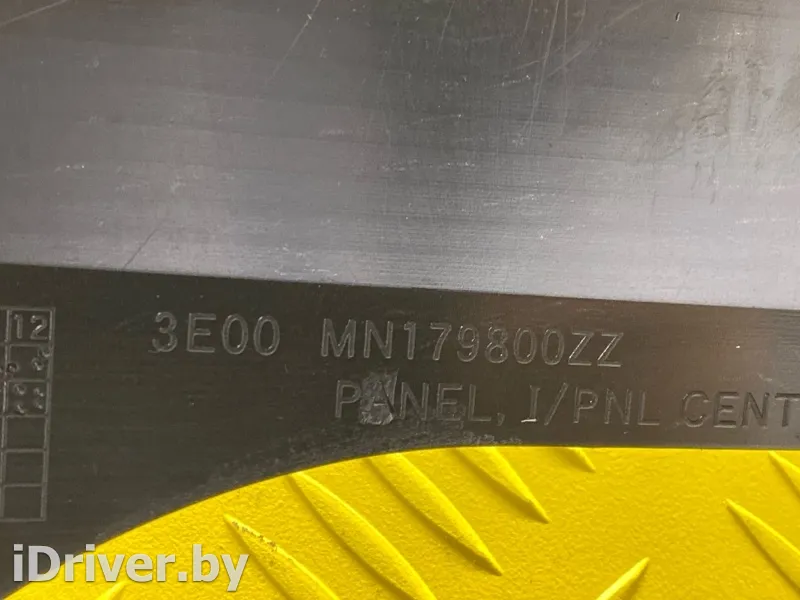 12
3E00 MN179800ZZ
PANEL, I/PNL CENT
iDriver.by